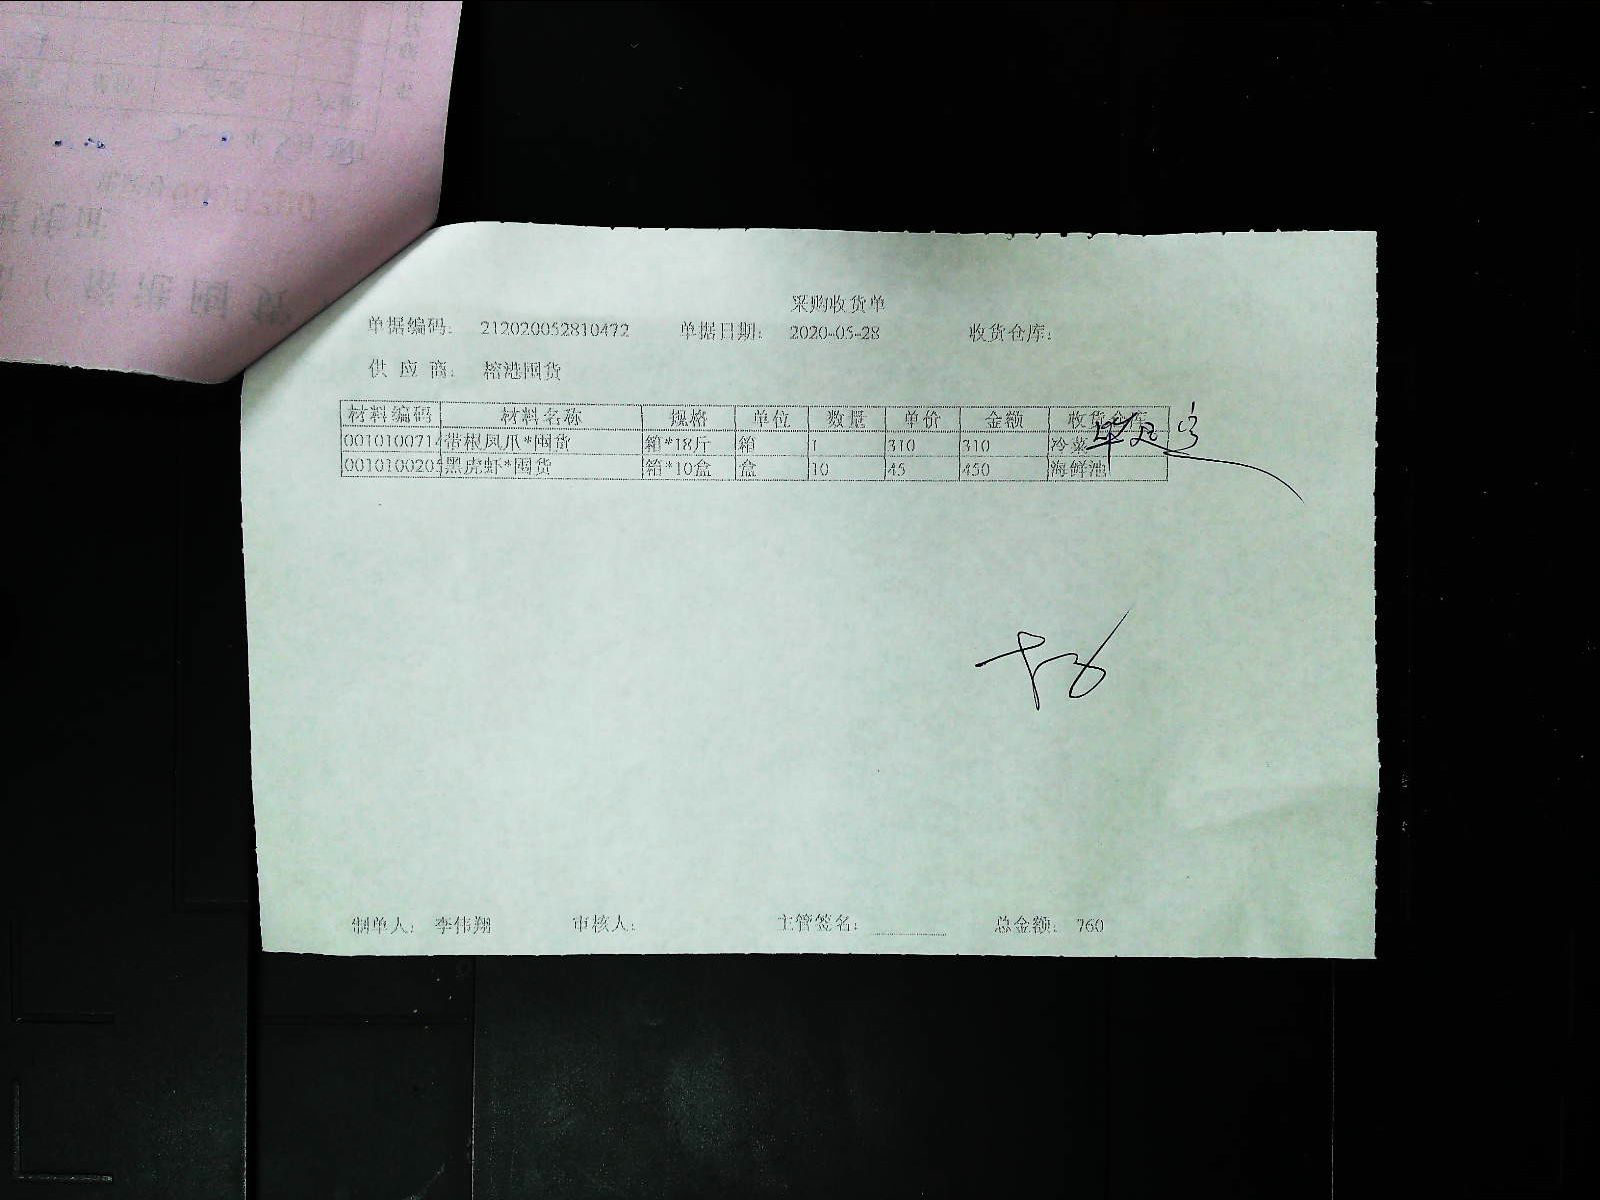 采购收货单
单据编码： 212020052810472 单据日期： 2020-05-28 收货仓库：
供 应 商： 榕港囤货
材料编码 材料名称 规格 单位 数量 单价 金额 收货仓库
0010100714 带根凤爪*囤货 箱*18斤 箱 1 310 310 冷菜
0010100205 黑虎虾*囤货 箱*10盒 盒 10 45 450 海鲜池
制单人： 李伟翔 审核人： 主管签名： 总金额： 760